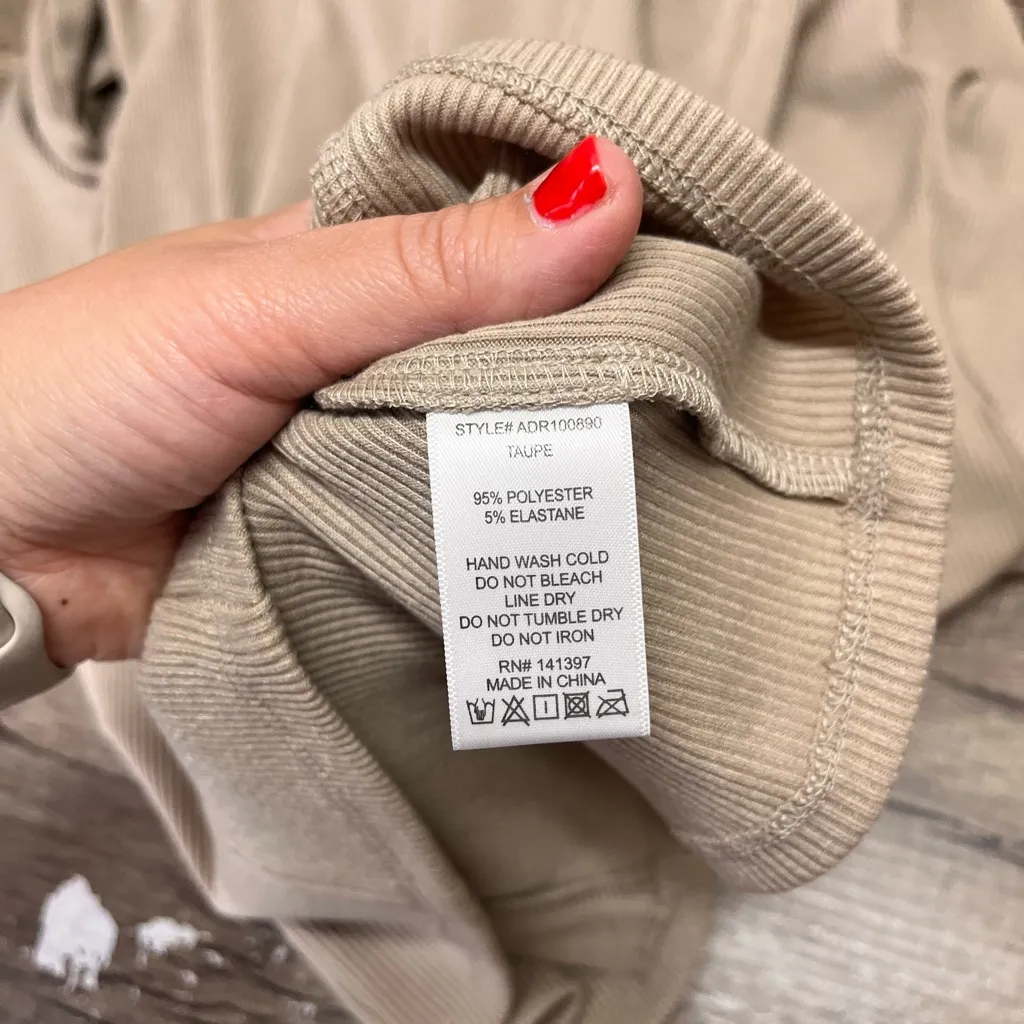 STYLE# ADR100890
TAUPE
95% POLYESTER
5% ELASTANE
HAND WASH COLD
DO NOT BLEACH
LINE DRY
DO NOT TUMBLE DRY
DO NOT IRON
RN# 141397
MADE IN CHINA